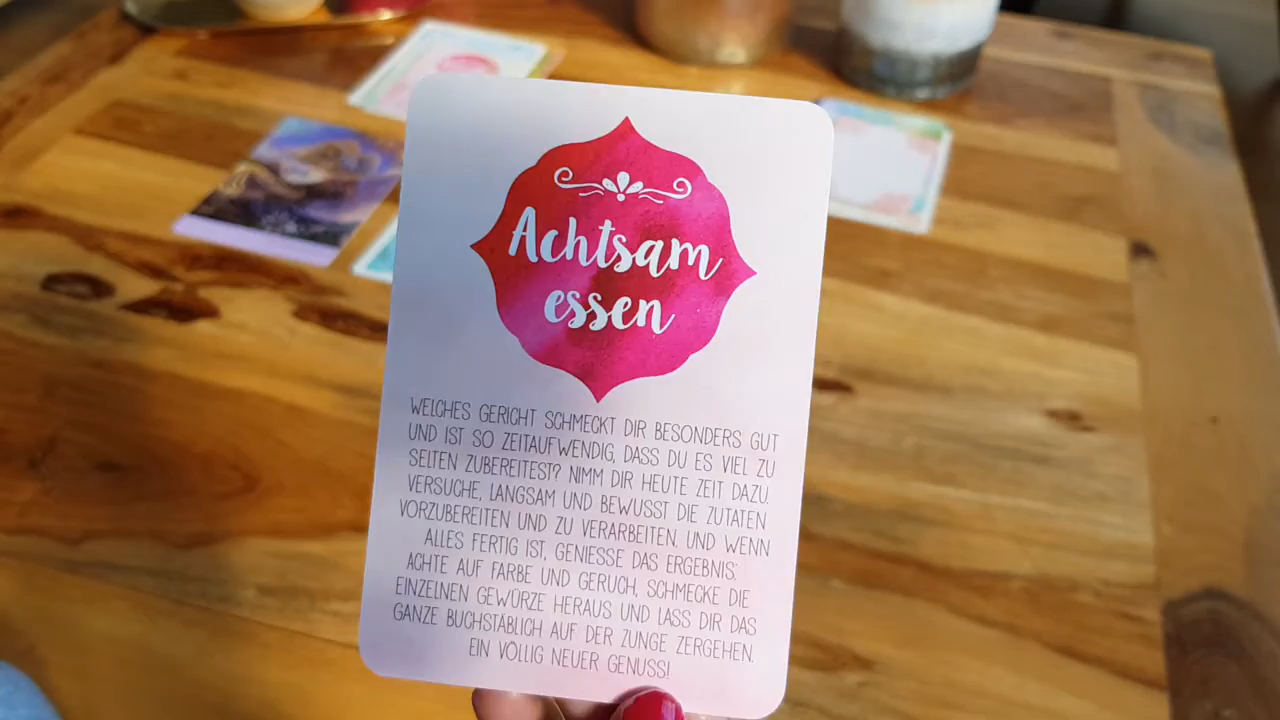 Achtsam
essen
WELCHES GERICHT SCHMECKT DIR BESONDERS GUT
UND IST SO ZEITAUFWENDIG, DASS DU ES VIEL ZU
SELTEN ZUBEREITEST? NIMM DIR HEUTE ZEIT DAZU.
VERSUCHE, LANGSAM UND BEWUSST DIE ZUTATEN
VORZUBEREITEN UND ZU VERARBEITEN. UND WENN
ALLES FERTIG IST, GENIESSE DAS ERGEBNIS:
ACHTE AUF FARBE UND GERUCH, SCHMECKE DIE
EINZELNEN GEWÜRZE HERAUS UND LASS DIR DAS
GANZE BUCHSTÄBLICH AUF DER ZUNGE ZERGEHEN.
EIN VÖLLIG NEUER GENUSS!